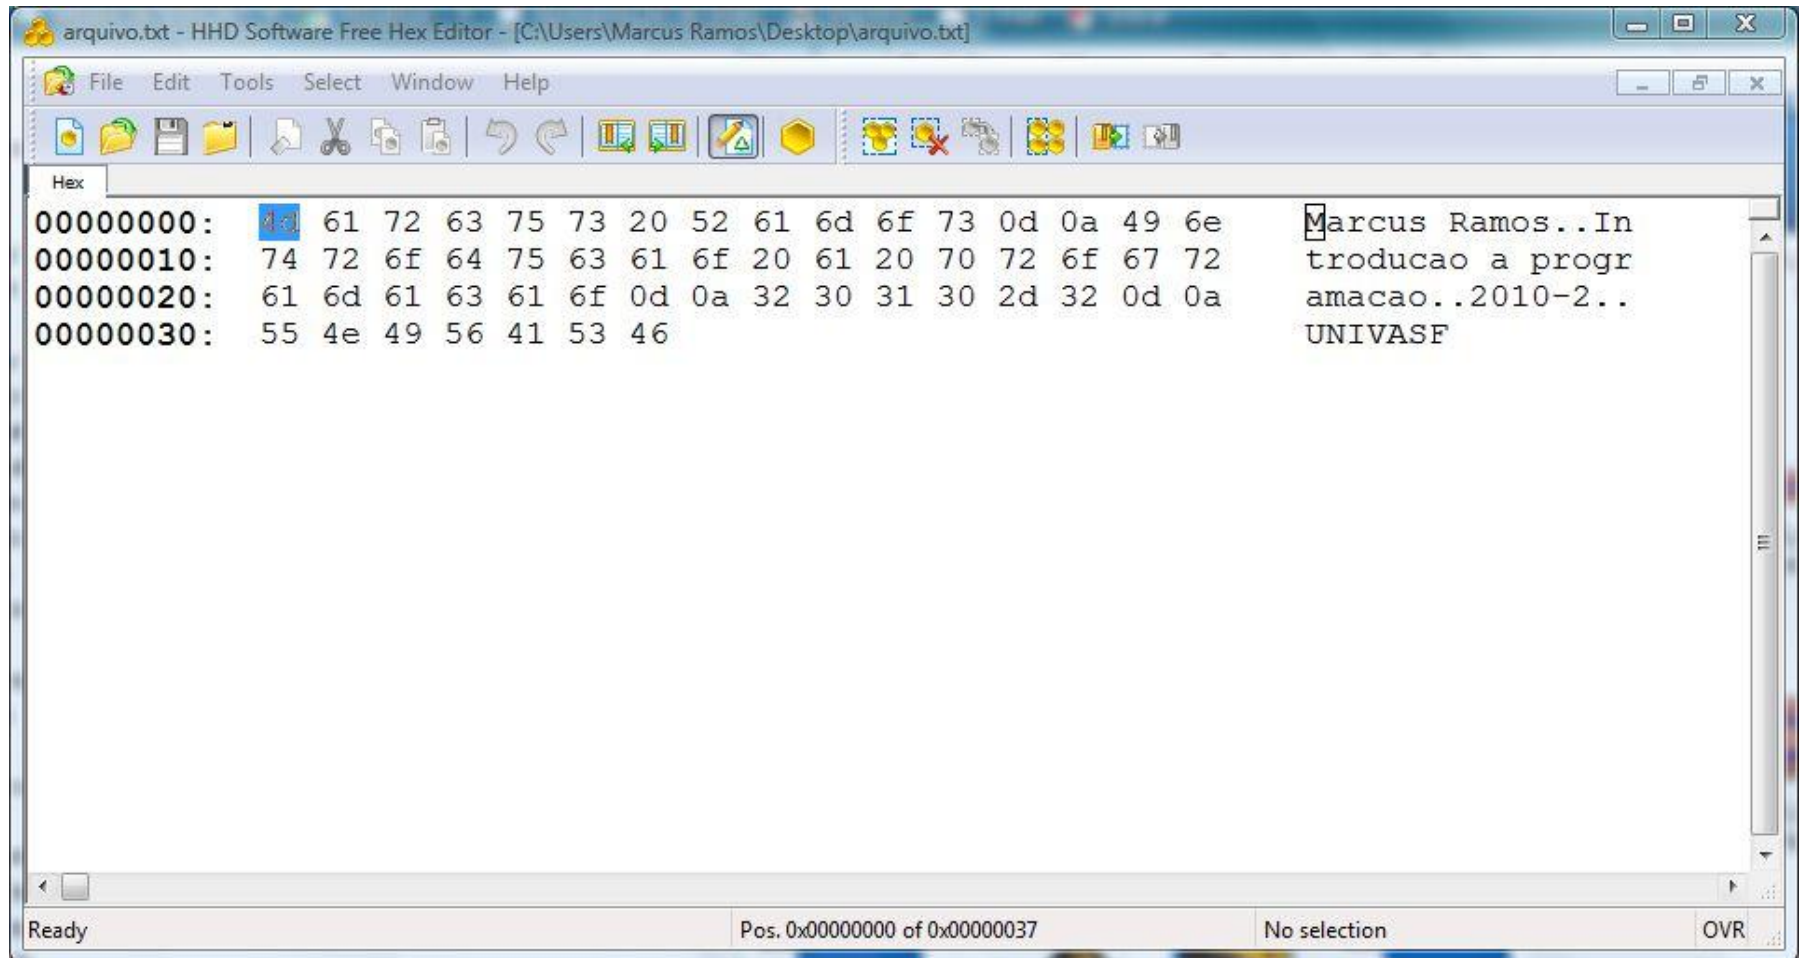 arquivo.txt - HHD Software Free Hex Editor - [C:\Users\Marcus Ramos\Desktop\arquivo.txt]
File Edit Tools Select Window Help
Hex
00000000: 4d 61 72 63 75 73 20 52 61 6d 6f 73 0d 0a 49 6e Marcus Ramos..In
00000010: 74 72 6f 64 75 63 61 6f 20 61 20 70 72 6f 67 72 troducao a progr
00000020: 61 6d 61 63 61 6f 0d 0a 32 30 31 30 2d 32 0d 0a amacao..2010-2..
00000030: 55 4e 49 56 41 53 46 UNIVASF
Ready Pos. 0x00000000 of 0x00000037 No selection OVR